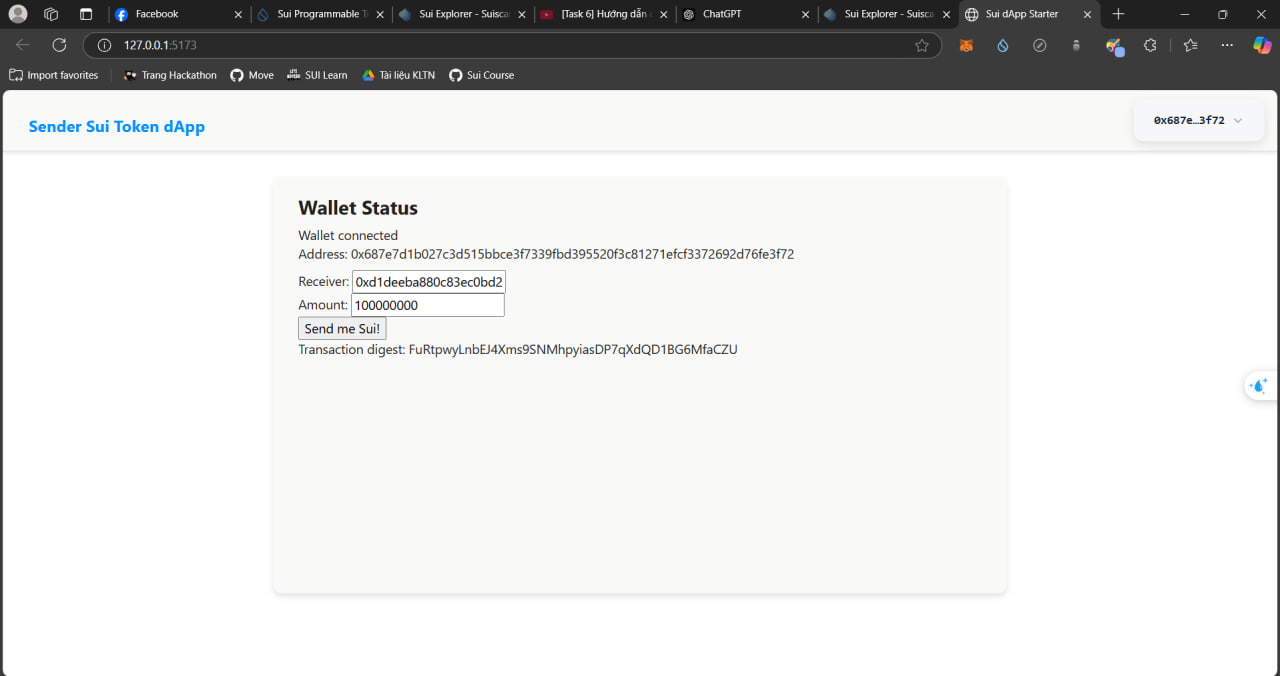 Facebook
Sui Programmable T
Sui Explorer - Suisca
[Task 6] Hướng dẫn
ChatGPT
Sui Explorer - Suisca
Sui dApp Starter
127.0.0.1:5173
Import favorites
Trang Hackathon
Move
SUI Learn
Tài liệu KLTN
Sui Course
Sender Sui Token dApp
0x687e…3f72
Wallet Status
Wallet connected
Address: 0x687e7d1b027c3d515bbce3f7339fbd395520f3c81271efcf3372692d76fe3f72
Receiver: 0xd1deeba880c83ec0bd2
Amount: 100000000
Send me Sui!
Transaction digest: FuRtpwyLnbEJ4Xms9SNMhpyiasDP7qXdQD1BG6MfaCZU